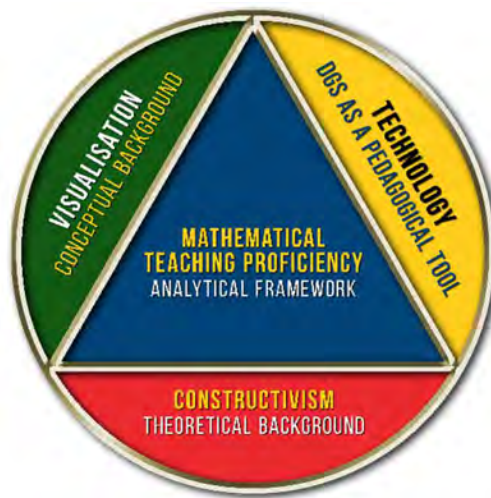 VISUALISATION
CONCEPTUAL BACKGROUND
TECHNOLOGY
DGS AS A PEDAGOGICAL TOOL
MATHEMATICAL
TEACHING PROFICIENCY
ANALYTICAL FRAMEWORK
CONSTRUCTIVISM
THEORETICAL BACKGROUND